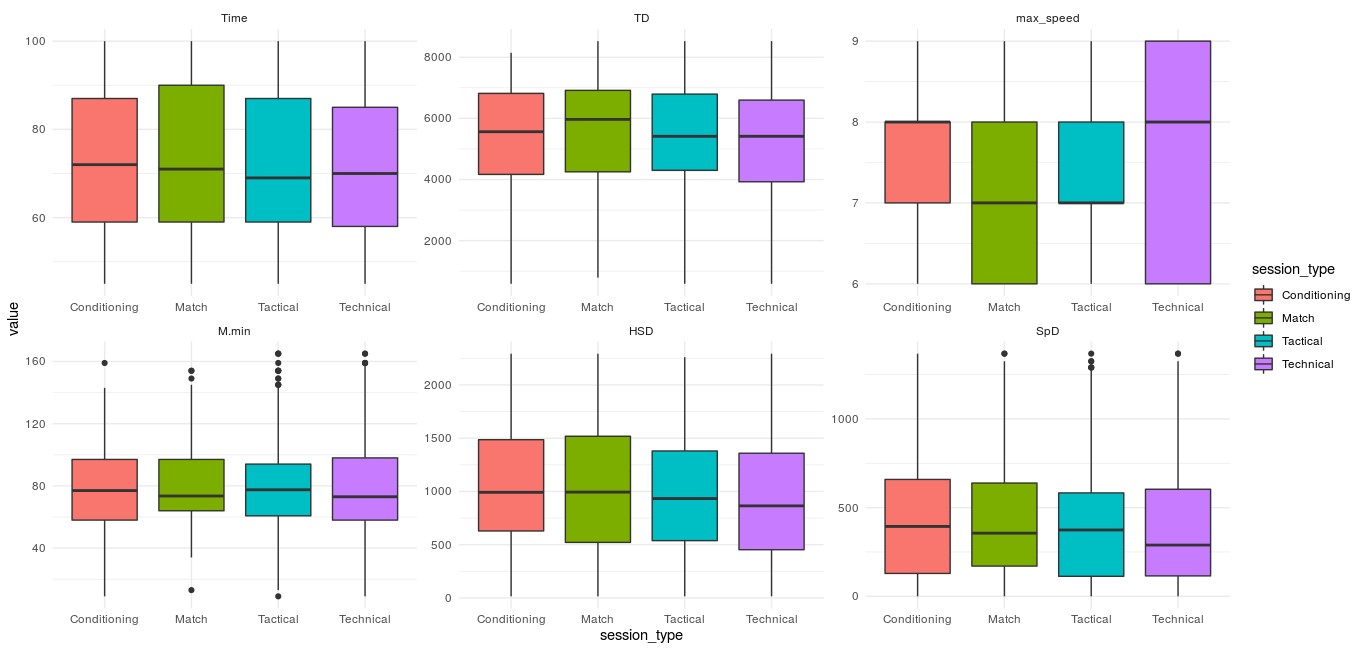 Time
TD
max_speed
100
80
60
8000
6000
4000
2000
9
8
7
6
Conditioning Match Tactical Technical
Conditioning Match Tactical Technical
Conditioning Match Tactical Technical
M.min
HSD
SpD
160
120
80
40
2000
1500
1000
500
0
1000
500
0
Conditioning Match Tactical Technical
Conditioning Match Tactical Technical
Conditioning Match Tactical Technical
value
session_type
session_type
Conditioning
Match
Tactical
Technical